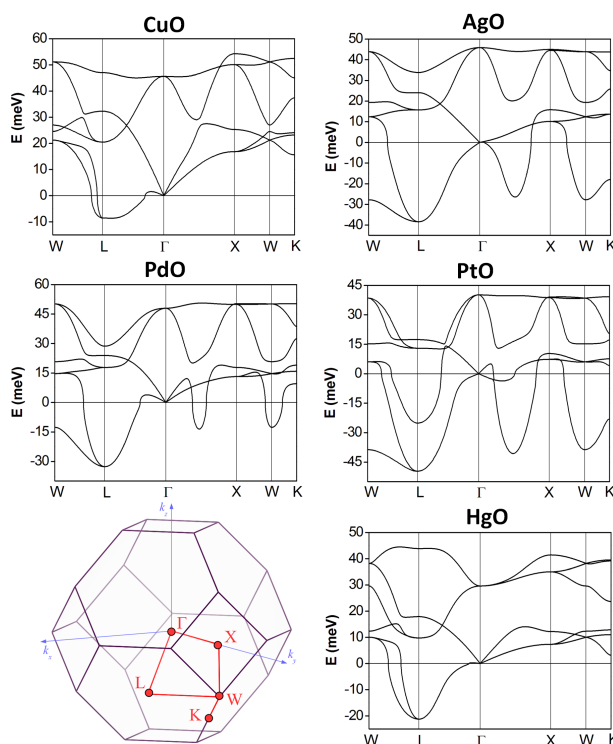 CuO
E (meV)
60
50
40
30
20
10
0
-10
W L Γ X W K
AgO
E (meV)
50
40
30
20
10
0
-10
-20
-30
-40
W L Γ X W K
PdO
E (meV)
60
45
30
15
0
-15
-30
W L Γ X W K
PtO
E (meV)
45
30
15
0
-15
-30
-45
W L Γ X W K
kz
Γ
X
kx
ky
L
W
K
HgO
E (meV)
50
40
30
20
10
0
-10
-20
W L Γ X W K